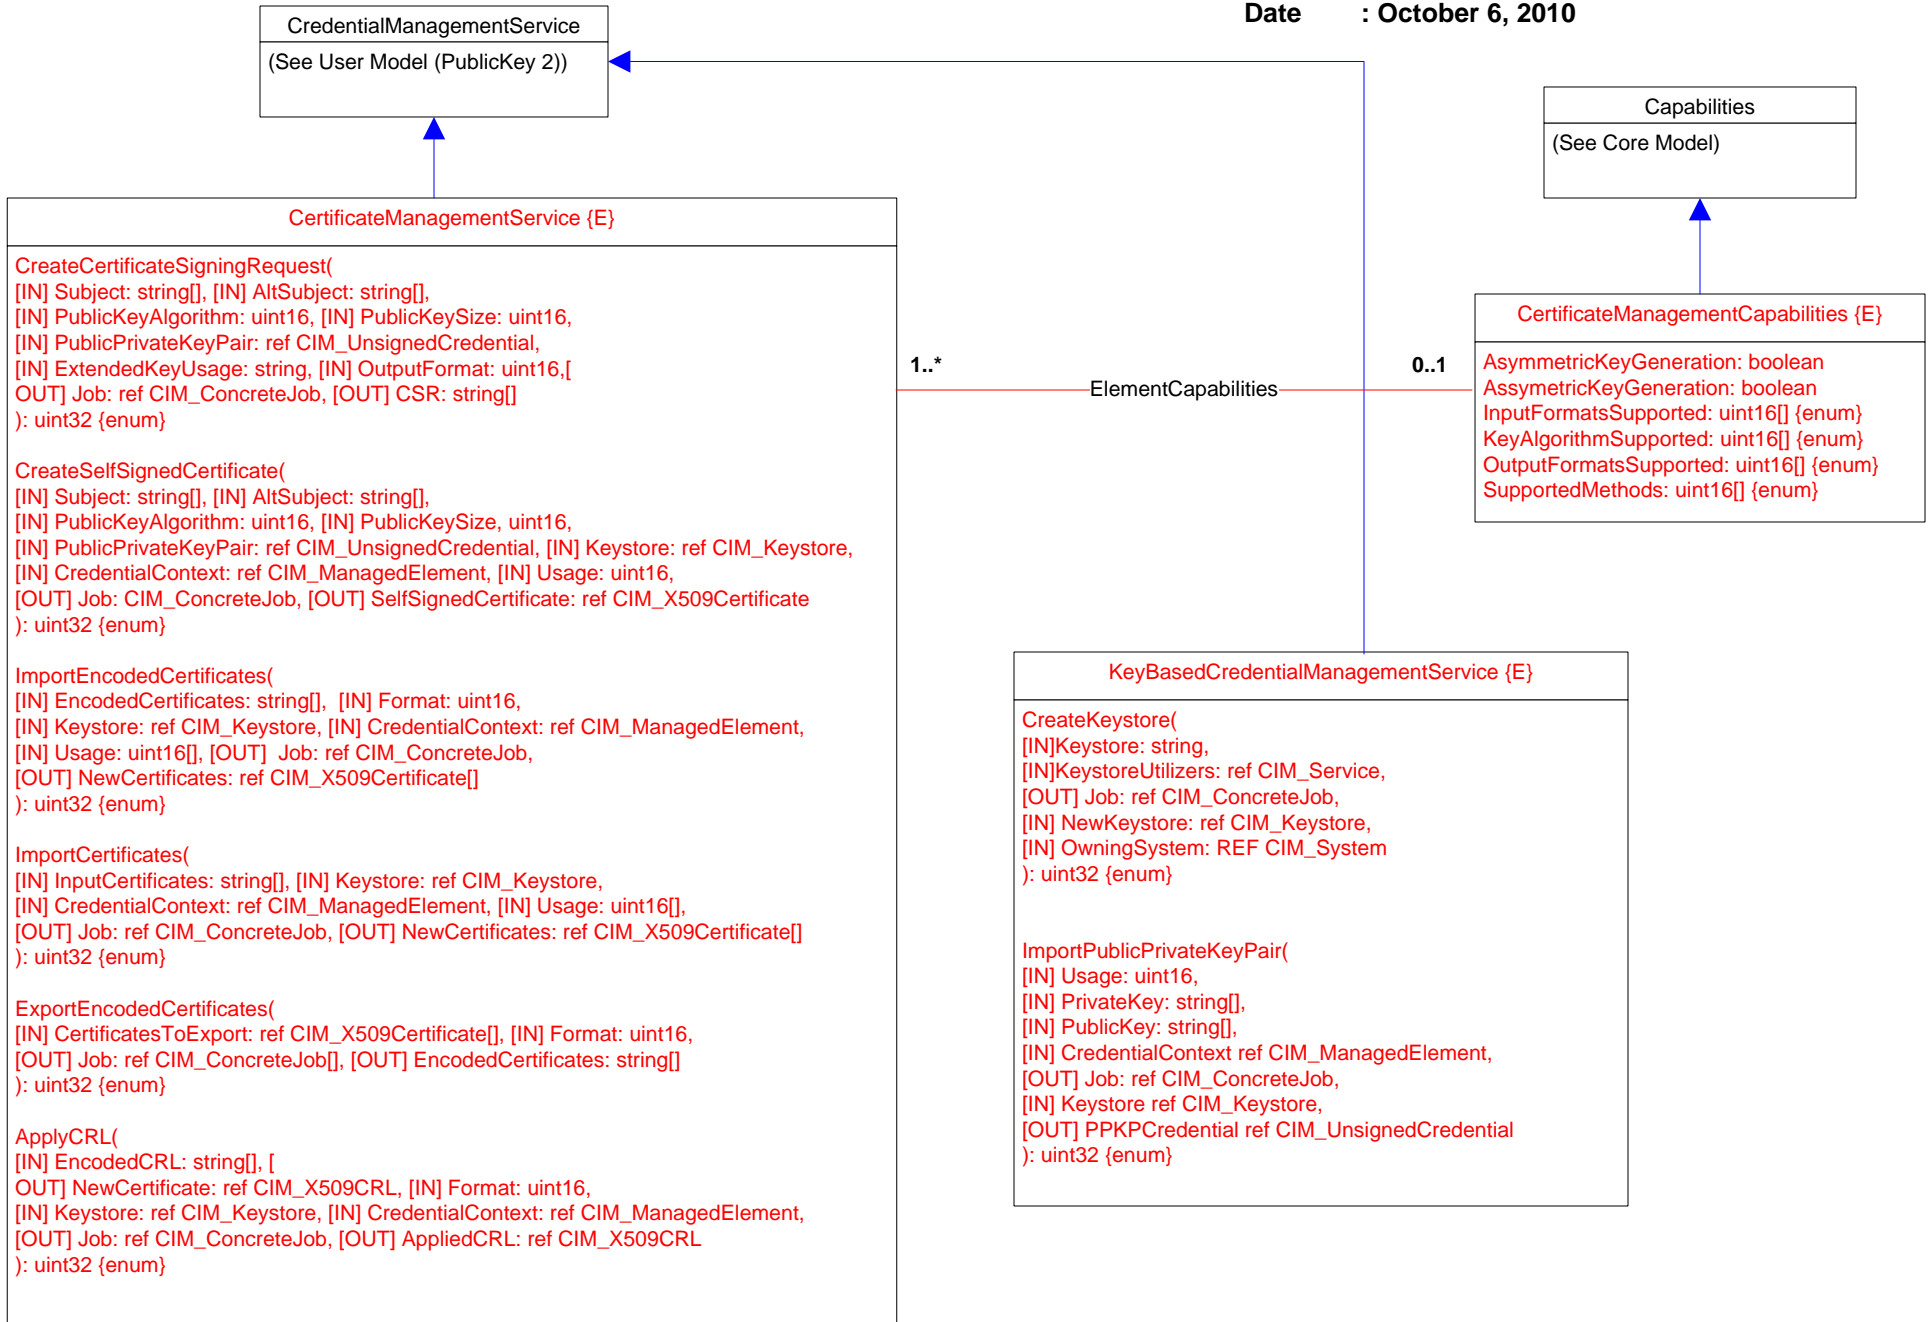 Date : October 6, 2010
CredentialManagementService
(See User Model (PublicKey 2))
Capabilities
(See Core Model)
CertificateManagementService {E}
CreateCertificateSigningRequest(
[IN] Subject: string[], [IN] AltSubject: string[],
[IN] PublicKeyAlgorithm: uint16, [IN] PublicKeySize: uint16,
[IN] PublicPrivateKeyPair: ref CIM_UnsignedCredential,
[IN] ExtendedKeyUsage: string, [IN] OutputFormat: uint16,[
OUT] Job: ref CIM_ConcreteJob, [OUT] CSR: string[]
): uint32 {enum}
CreateSelfSignedCertificate(
[IN] Subject: string[], [IN] AltSubject: string[],
[IN] PublicKeyAlgorithm: uint16, [IN] PublicKeySize, uint16,
[IN] PublicPrivateKeyPair: ref CIM_UnsignedCredential, [IN] Keystore: ref CIM_Keystore,
[IN] CredentialContext: ref CIM_ManagedElement, [IN] Usage: uint16,
[OUT] Job: CIM_ConcreteJob, [OUT] SelfSignedCertificate: ref CIM_X509Certificate
): uint32 {enum}
ImportEncodedCertificates(
[IN] EncodedCertificates: string[], [IN] Format: uint16,
[IN] Keystore: ref CIM_Keystore, [IN] CredentialContext: ref CIM_ManagedElement,
[IN] Usage: uint16[], [OUT] Job: ref CIM_ConcreteJob,
[OUT] NewCertificates: ref CIM_X509Certificate[]
): uint32 {enum}
ImportCertificates(
[IN] InputCertificates: string[], [IN] Keystore: ref CIM_Keystore,
[IN] CredentialContext: ref CIM_ManagedElement, [IN] Usage: uint16[],
[OUT] Job: ref CIM_ConcreteJob, [OUT] NewCertificates: ref CIM_X509Certificate[]
): uint32 {enum}
ExportEncodedCertificates(
[IN] CertificatesToExport: ref CIM_X509Certificate[], [IN] Format: uint16,
[OUT] Job: ref CIM_ConcreteJob[], [OUT] EncodedCertificates: string[]
): uint32 {enum}
ApplyCRL(
[IN] EncodedCRL: string[], [
OUT] NewCertificate: ref CIM_X509CRL, [IN] Format: uint16,
[IN] Keystore: ref CIM_Keystore, [IN] CredentialContext: ref CIM_ManagedElement,
[OUT] Job: ref CIM_ConcreteJob, [OUT] AppliedCRL: ref CIM_X509CRL
): uint32 {enum}
1..*
ElementCapabilities
0..1
CertificateManagementCapabilities {E}
AsymmetricKeyGeneration: boolean
AssymetricKeyGeneration: boolean
InputFormatsSupported: uint16[] {enum}
KeyAlgorithmSupported: uint16[] {enum}
OutputFormatsSupported: uint16[] {enum}
SupportedMethods: uint16[] {enum}
KeyBasedCredentialManagementService {E}
CreateKeystore(
[IN]Keystore: string,
[IN]KeystoreUtilizers: ref CIM_Service,
[OUT] Job: ref CIM_ConcreteJob,
[IN] NewKeystore: ref CIM_Keystore,
[IN] OwningSystem: REF CIM_System
): uint32 {enum}
ImportPublicPrivateKeyPair(
[IN] Usage: uint16,
[IN] PrivateKey: string[],
[IN] PublicKey: string[],
[IN] CredentialContext ref CIM_ManagedElement,
[OUT] Job: ref CIM_ConcreteJob,
[IN] Keystore ref CIM_Keystore,
[OUT] PPKPCredential ref CIM_UnsignedCredential
): uint32 {enum}